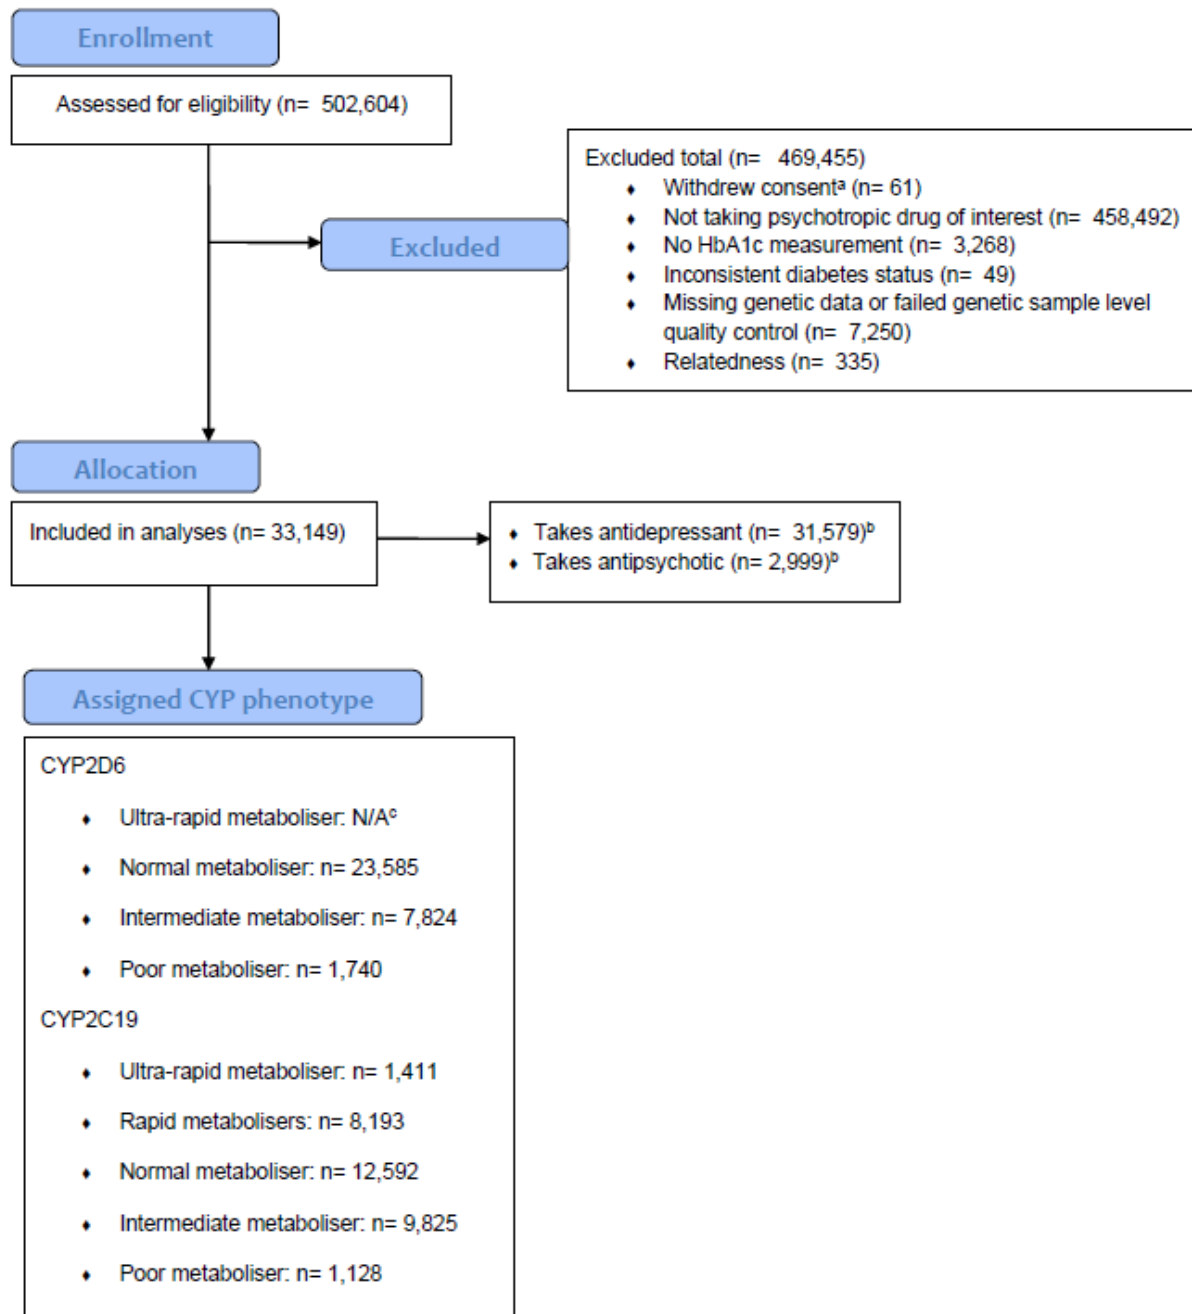 Enrollment
Assessed for eligibility (n= 502,604)
Excluded total (n= 469,455)
♦ Withdrew consentᵃ (n= 61)
♦ Not taking psychotropic drug of interest (n= 458,492)
♦ No HbA1c measurement (n= 3,268)
♦ Inconsistent diabetes status (n= 49)
♦ Missing genetic data or failed genetic sample level
quality control (n= 7,250)
♦ Relatedness (n= 335)
Excluded
Allocation
Included in analyses (n= 33,149)
♦ Takes antidepressant (n= 31,579)ᵇ
♦ Takes antipsychotic (n= 2,999)ᵇ
Assigned CYP phenotype
CYP2D6
♦ Ultra-rapid metaboliser: N/Aᶜ
♦ Normal metaboliser: n= 23,585
♦ Intermediate metaboliser: n= 7,824
♦ Poor metaboliser: n= 1,740
CYP2C19
♦ Ultra-rapid metaboliser: n= 1,411
♦ Rapid metabolisers: n= 8,193
♦ Normal metaboliser: n= 12,592
♦ Intermediate metaboliser: n= 9,825
♦ Poor metaboliser: n= 1,128